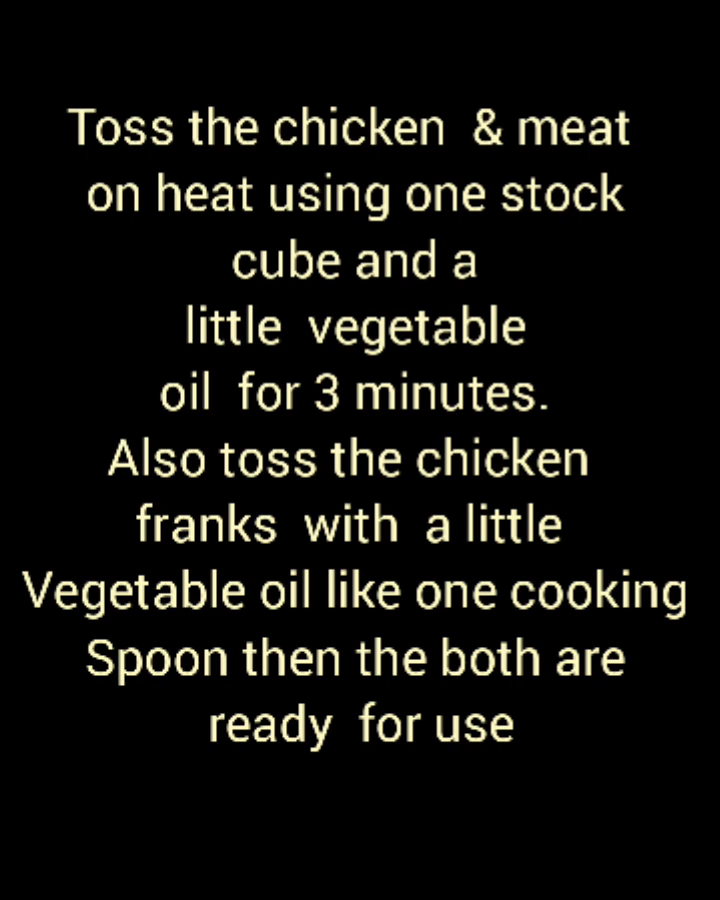 Toss the chicken & meat
on heat using one stock
cube and a
little vegetable
oil for 3 minutes.
Also toss the chicken
franks with a little
Vegetable oil like one cooking
Spoon then the both are
ready for use